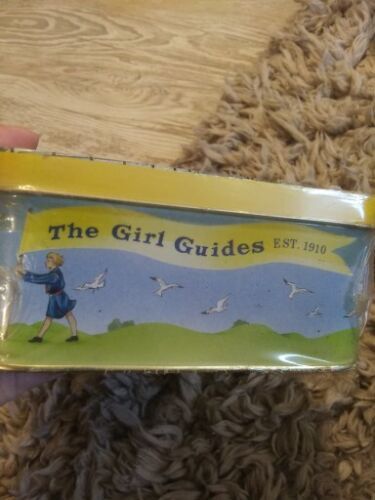 The Girl Guides EST. 1910